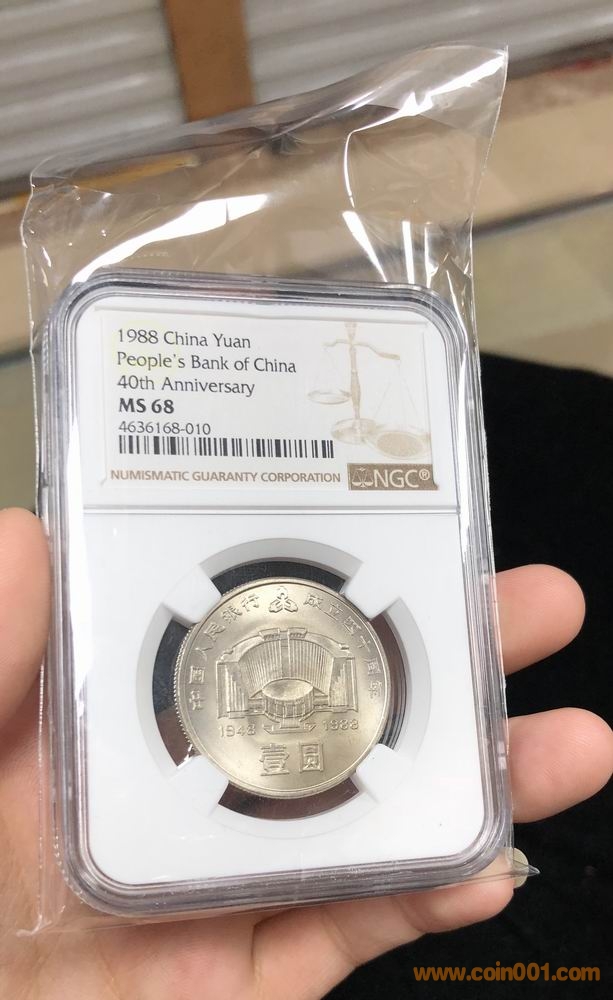 1988 China Yuan
People's Bank of China
40th Anniversary
MS 68
4636168-010
NUMISMATIC GUARANTY CORPORATION NGC®
中国人民银行 成立四十周年
1948 1988
壹圆
www.coin001.com